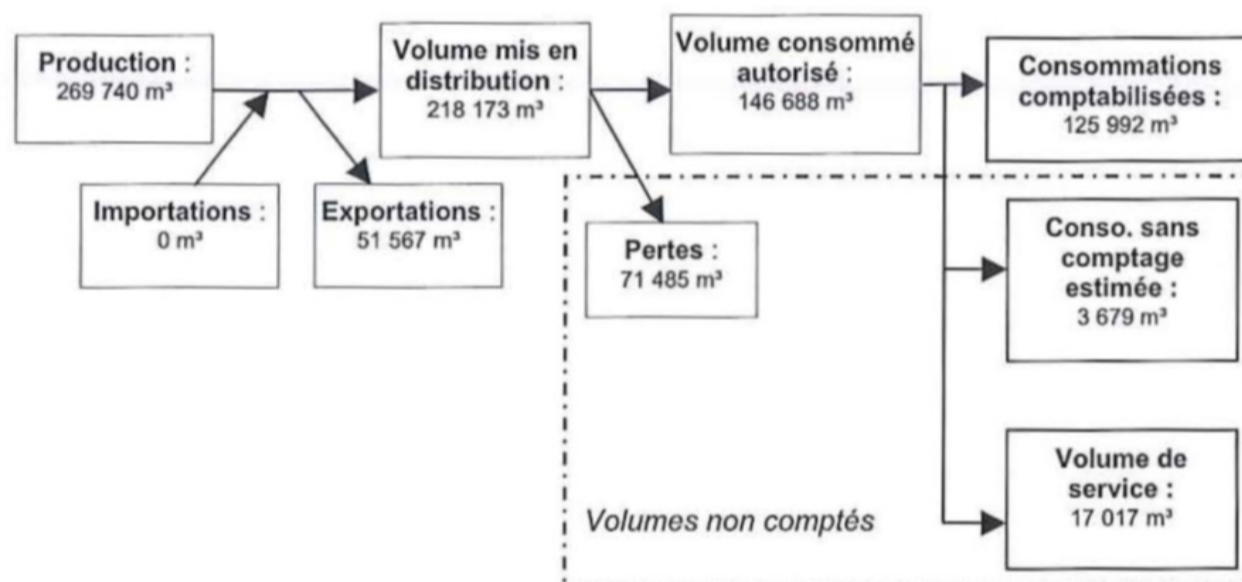 Production :
269 740 m³
Importations :
0 m³
Exportations :
51 567 m³
Volume mis en
distribution :
218 173 m³
Pertes :
71 485 m³
Volume consommé
autorisé :
146 688 m³
Consommations
comptabilisées :
125 992 m³
Conso. sans
comptage
estimée :
3 679 m³
Volume de
service :
17 017 m³
Volumes non comptés